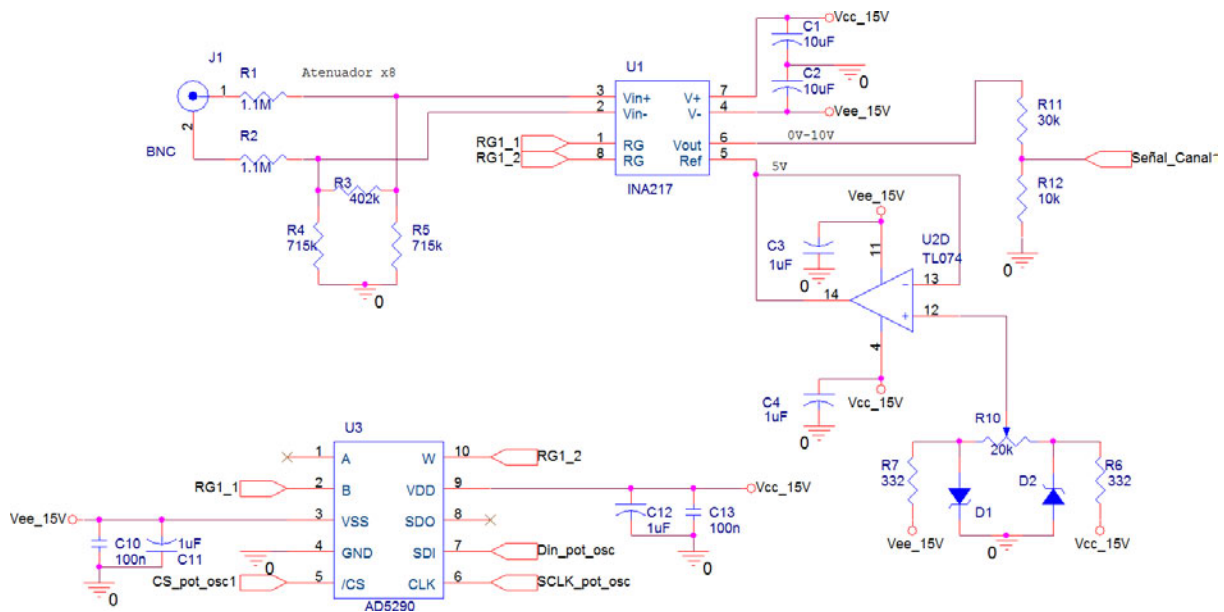 J1
1
2
BNC
R1
1.1M
R2
1.1M
Atenuador x8
R3
402k
R4
715k
R5
715k
0
U1
3
2
1
8
Vin+
Vin-
RG
RG
V+
V-
Vout
Ref
7
4
6
5
INA217
RG1_1
RG1_2
C1
10uF
C2
10uF
Vcc_15V
0
Vee_15V
0V-10V
5V
R11
30k
R12
10k
0
Señal_Canal
Vee_15V
C3
1uF
0
11
U2D
TL074
13
12
14
4
C4
1uF
0
Vcc_15V
R10
20k
R7
332
R6
332
D1
D2
Vee_15V
0
Vcc_15V
U3
1
2
3
4
5
A
B
VSS
GND
/CS
W
VDD
SDO
SDI
CLK
10
9
8
7
6
AD5290
RG1_1
Vee_15V
C10
100n
1uF
C11
0
0
CS_pot_osc1
RG1_2
Vcc_15V
C12
1uF
C13
100n
0
Din_pot_osc
SCLK_pot_osc